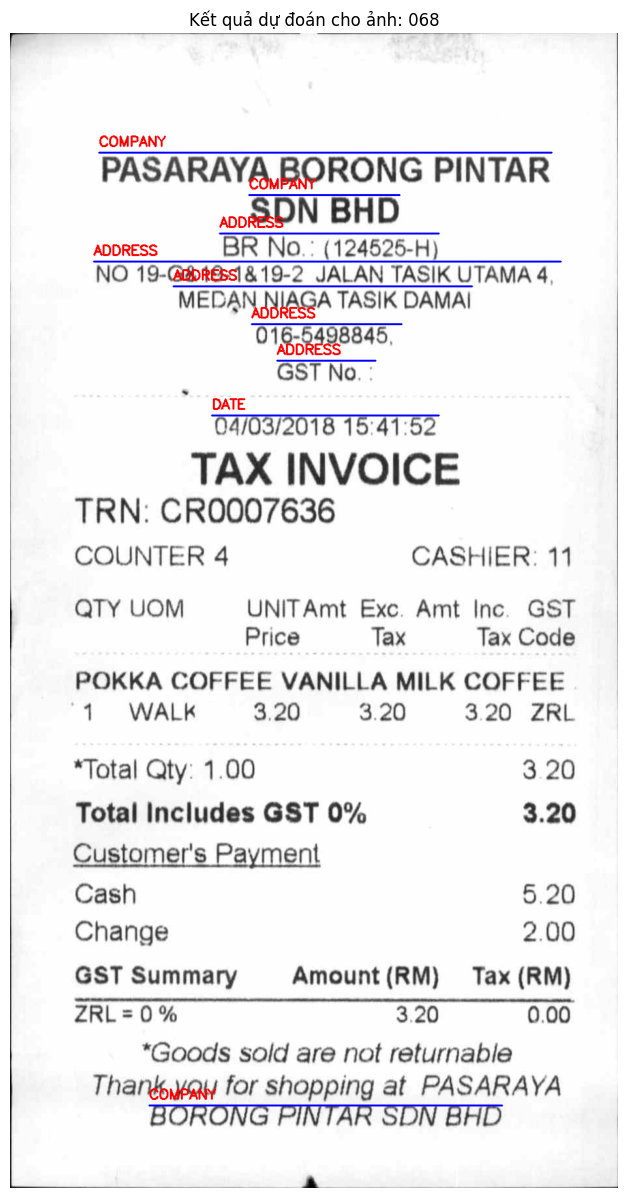 Kết quả dự đoán cho ảnh: 068
COMPANY
PASARAYA BORONG PINTAR
COMPANY
SDN BHD
ADDRESS
BR No.: (124525-H)
ADDRESS
ADDRESS
NO 19-G&19-1&19-2 JALAN TASIK UTAMA 4,
MEDAN NIAGA TASIK DAMAI
ADDRESS
016-5498845,
ADDRESS
GST No. :
DATE
04/03/2018 15:41:52
TAX INVOICE
TRN: CR0007636
COUNTER 4 CASHIER: 11
QTY UOM UNIT Amt Exc. Amt Inc. GST
Price Tax Tax Code
POKKA COFFEE VANILLA MILK COFFEE
1 WALK 3.20 3.20 3.20 ZRL
*Total Qty: 1.00 3.20
Total Includes GST 0% 3.20
Customer's Payment
Cash 5.20
Change 2.00
GST Summary Amount (RM) Tax (RM)
ZRL = 0 % 3.20 0.00
*Goods sold are not returnable
Thank you for shopping at PASARAYA
COMPANY
BORONG PINTAR SDN BHD